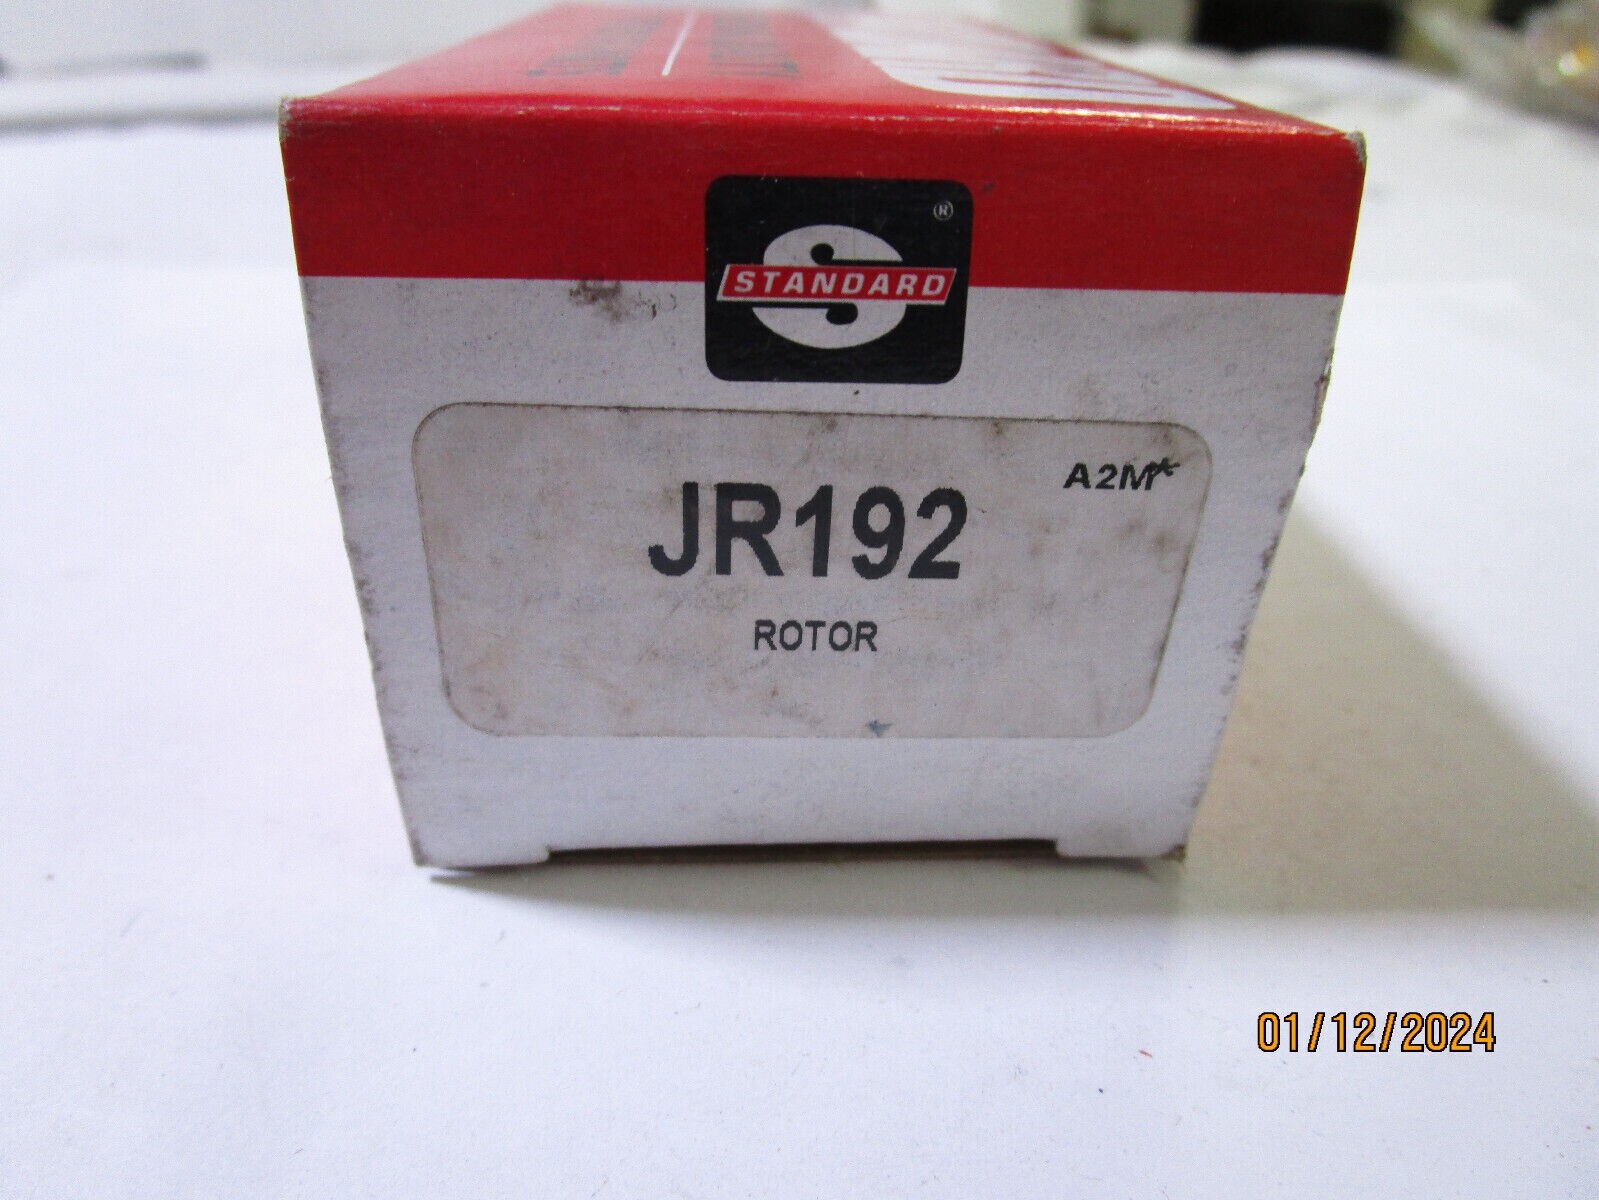 ®
STANDARD
A2M
JR192
ROTOR
01/12/2024